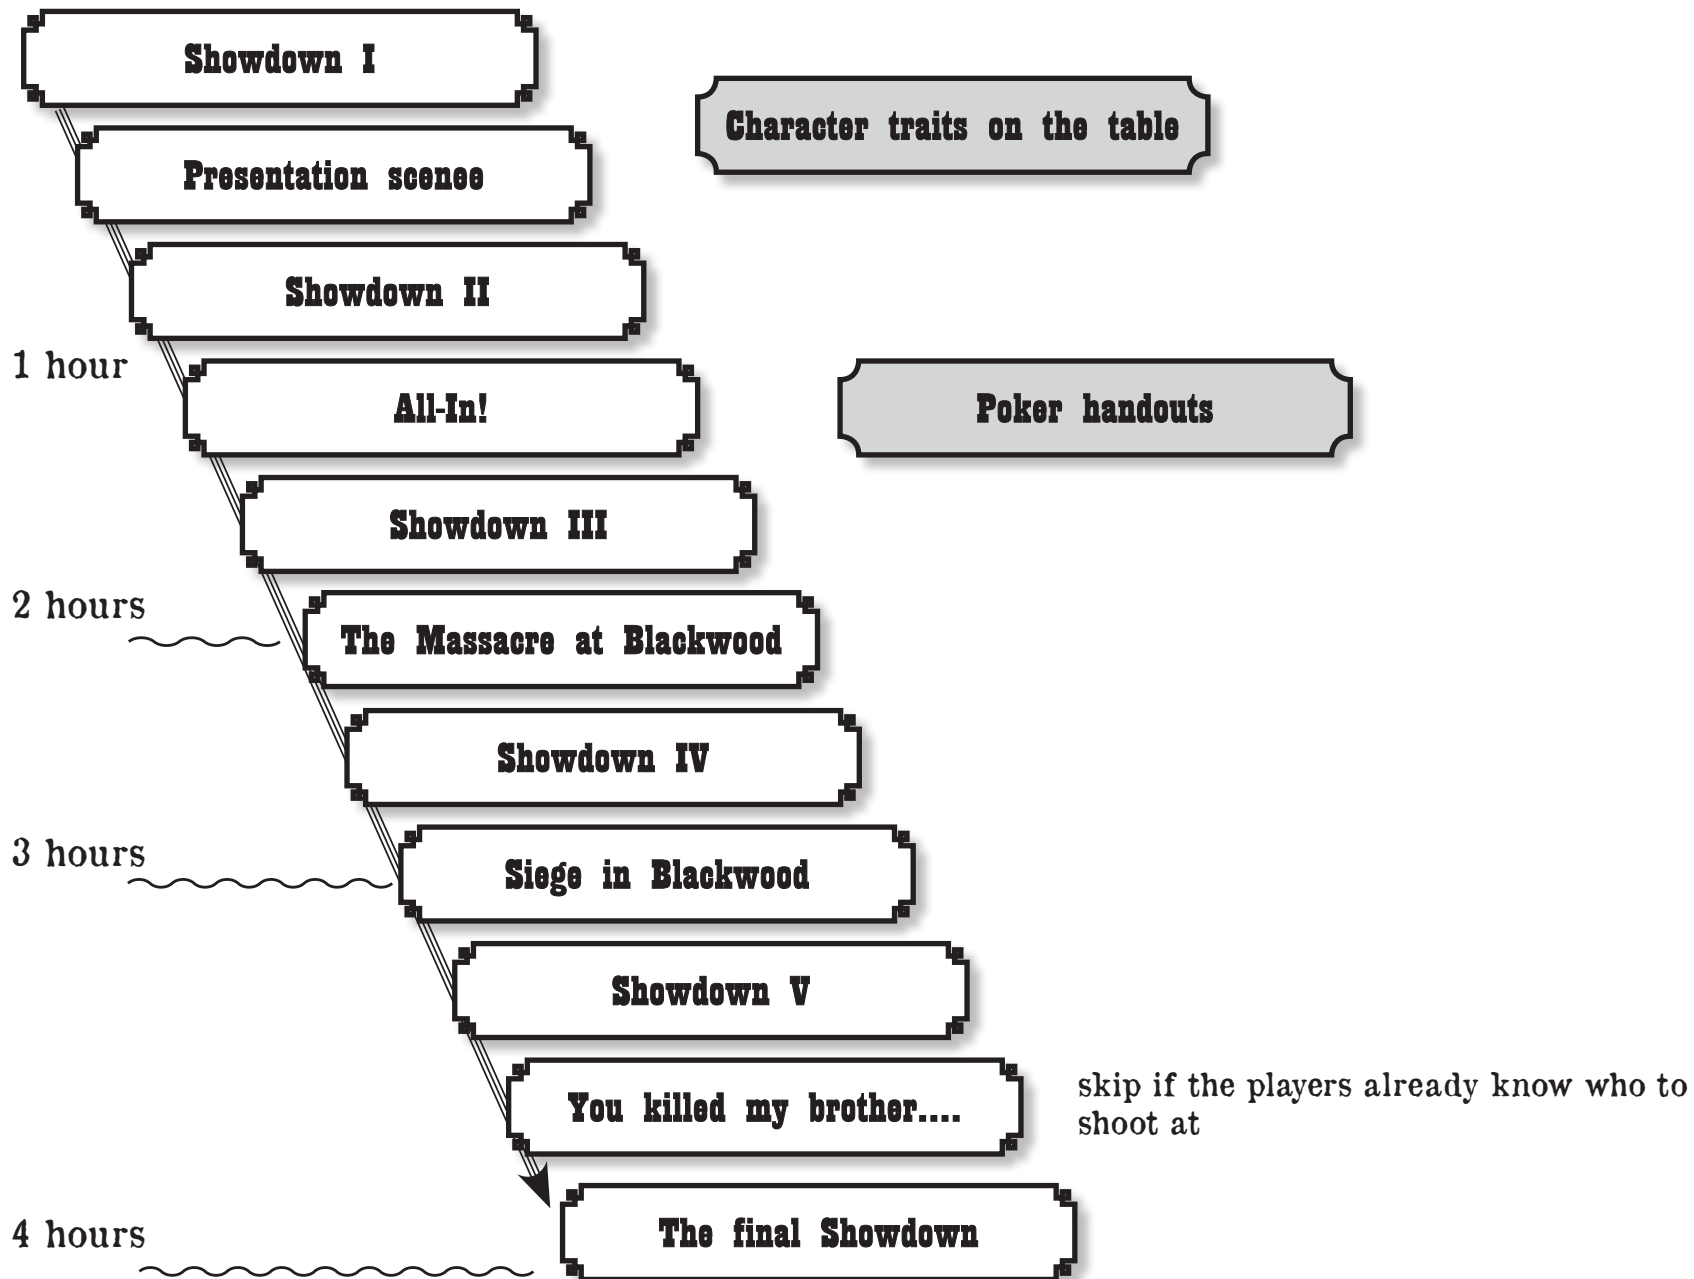 Showdown I
Character traits on the table
Presentation scenee
Showdown II
1 hour
All-In!
Poker handouts
Showdown III
2 hours
The Massacre at Blackwood
Showdown IV
3 hours
Siege in Blackwood
Showdown V
You killed my brother....
skip if the players already know who to
shoot at
4 hours
The final Showdown